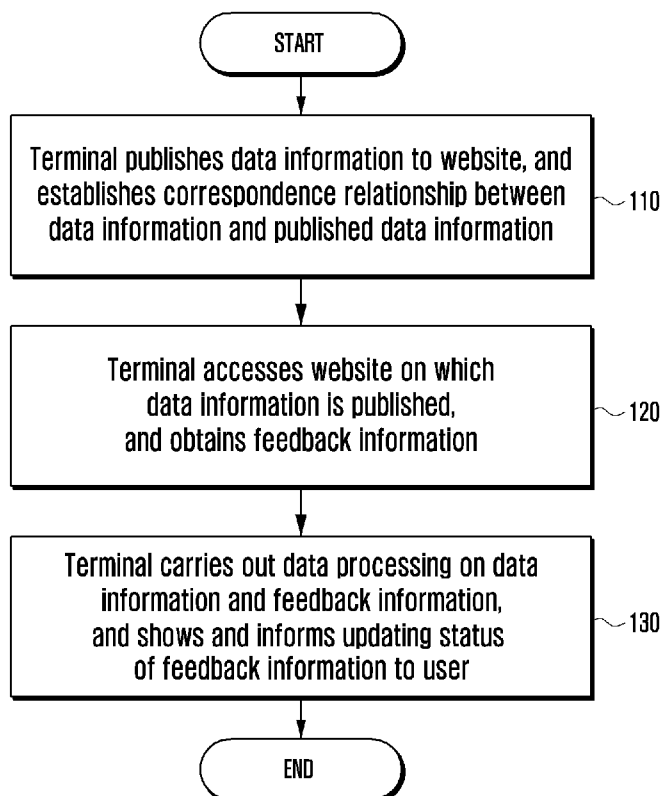 START
Terminal publishes data information to website, and
establishes correspondence relationship between
data information and published data information
110
Terminal accesses website on which
data information is published,
and obtains feedback information
120
Terminal carries out data processing on data
information and feedback information,
and shows and informs updating status
of feedback information to user
130
END